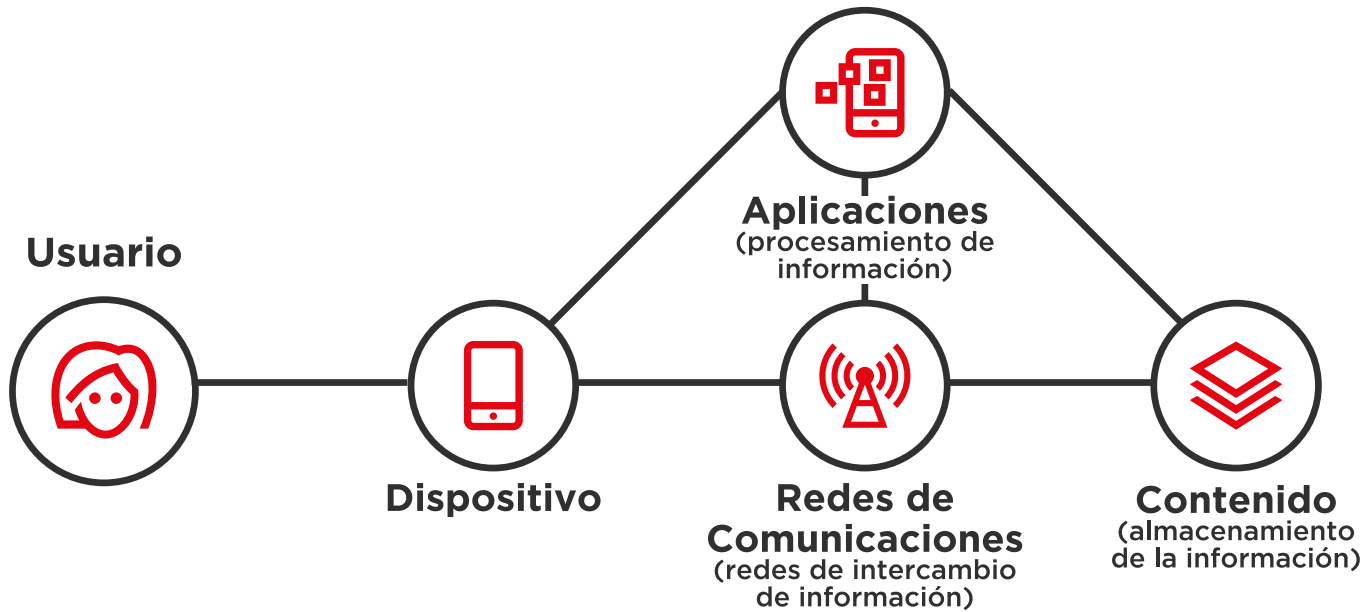 Usuario
Dispositivo
Aplicaciones
(procesamiento de
información)
Redes de
Comunicaciones
(redes de intercambio
de información)
Contenido
(almacenamiento
de la información)